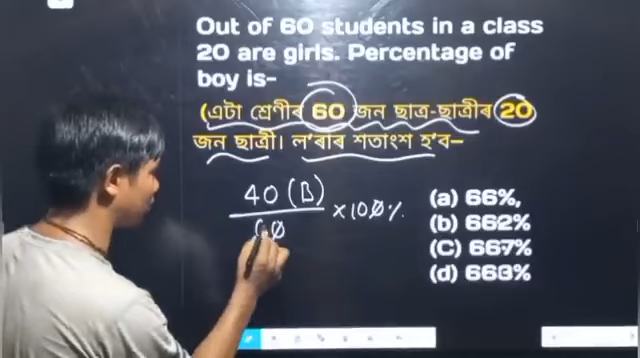 Out of 60 students in a class
20 are girls. Percentage of
boy is-
(এটা শ্ৰেণীৰ 60 জন ছাত্ৰ-ছাত্ৰীৰ 20
জন ছাত্ৰী। ল'ৰাৰ শতাংশ হ'ব–
40 (B)
60
×100%
(a) 66%,
(b) 662%
(C) 667%
(d) 663%